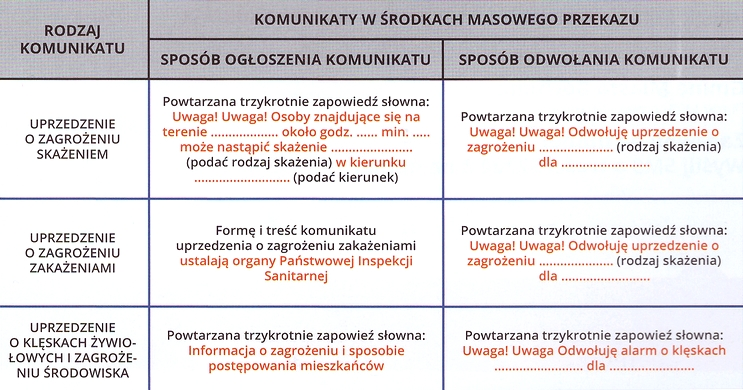 RODZAJ
KOMUNIKATU
KOMUNIKATY W ŚRODKACH MASOWEGO PRZEKAZU
SPOSÓB OGŁOSZENIA KOMUNIKATU
SPOSÓB ODWOŁANIA KOMUNIKATU
UPRZEDZENIE
O ZAGROŻENIU
SKAŻENIEM
Powtarzana trzykrotnie zapowiedź słowna:
Uwaga! Uwaga! Osoby znajdujące się na
terenie ................... około godz. ...... min. .....
może nastąpić skażenie .......................
(podać rodzaj skażenia) w kierunku
........................... (podać kierunek)
Powtarzana trzykrotnie zapowiedź słowna:
Uwaga! Uwaga! Odwołuję uprzedzenie o
zagrożeniu ..................... (rodzaj skażenia)
dla .........................
UPRZEDZENIE
O ZAGROŻENIU
ZAKAŻENIAMI
Formę i treść komunikatu
uprzedzenia o zagrożeniu zakażeniami
ustalają organy Państwowej Inspekcji
Sanitarnej
Powtarzana trzykrotnie zapowiedź słowna:
Uwaga! Uwaga! Odwołuję uprzedzenie o
zagrożeniu ..................... (rodzaj skażenia)
dla .........................
UPRZEDZENIE
O KLĘSKACH ŻYWIO-
ŁOWYCH I ZAGROŻE-
NIU ŚRODOWISKA
Powtarzana trzykrotnie zapowieź słowna:
Informacja o zagrożeniu i sposobie
postępowania mieszkańców
Powtarzana trzykrotnie zapowieź słowna:
Uwaga! Uwaga Odwołuję alarm o klęskach
......................... dla ........................